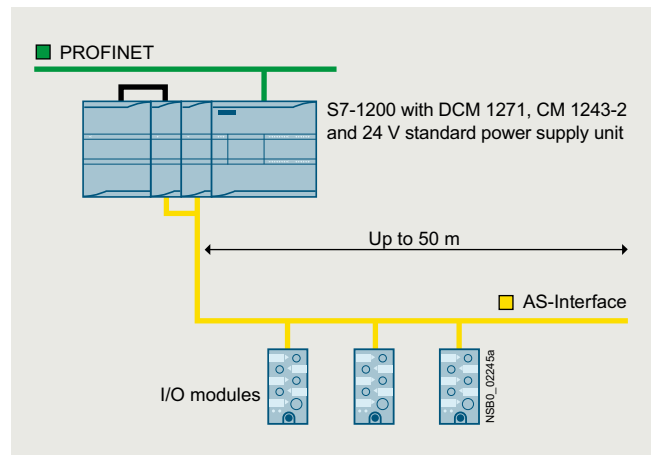 PROFINET
S7-1200 with DCM 1271, CM 1243-2
and 24 V standard power supply unit
Up to 50 m
AS-Interface
I/O modules
NSB0_02245a